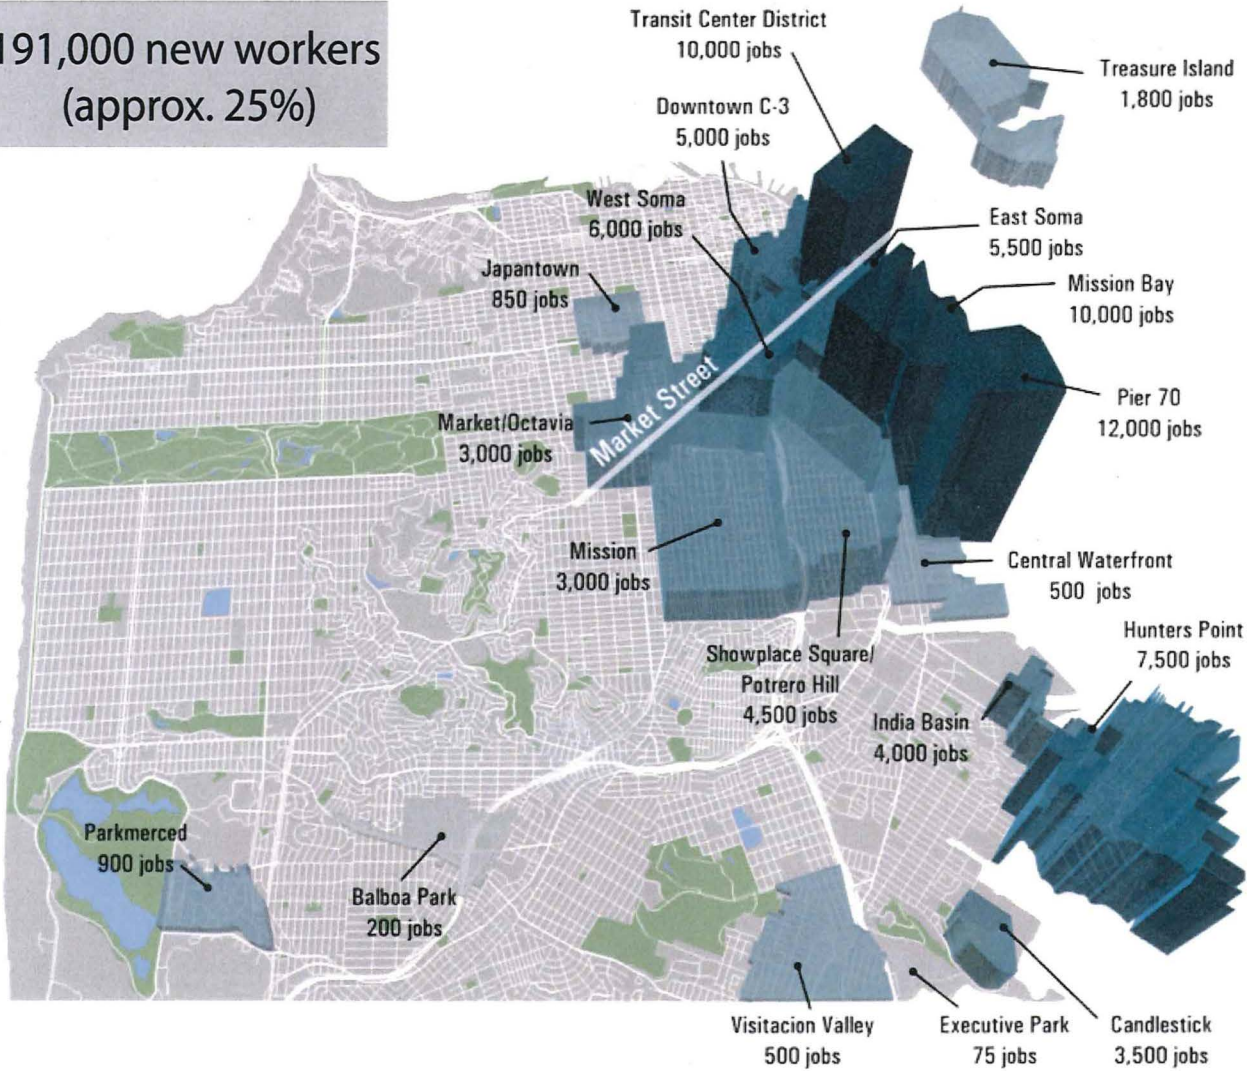 191,000 new workers
(approx. 25%)
Transit Center District
10,000 jobs
Treasure Island
1,800 jobs
Downtown C-3
5,000 jobs
West Soma
6,000 jobs
East Soma
5,500 jobs
Japantown
850 jobs
Mission Bay
10,000 jobs
Pier 70
12,000 jobs
Market Street
Market/Octavia
3,000 jobs
Mission
3,000 jobs
Central Waterfront
500 jobs
Hunters Point
7,500 jobs
Showplace Square/
Potrero Hill
4,500 jobs
India Basin
4,000 jobs
Parkmerced
900 jobs
Balboa Park
200 jobs
Visitacion Valley
500 jobs
Executive Park
75 jobs
Candlestick
3,500 jobs